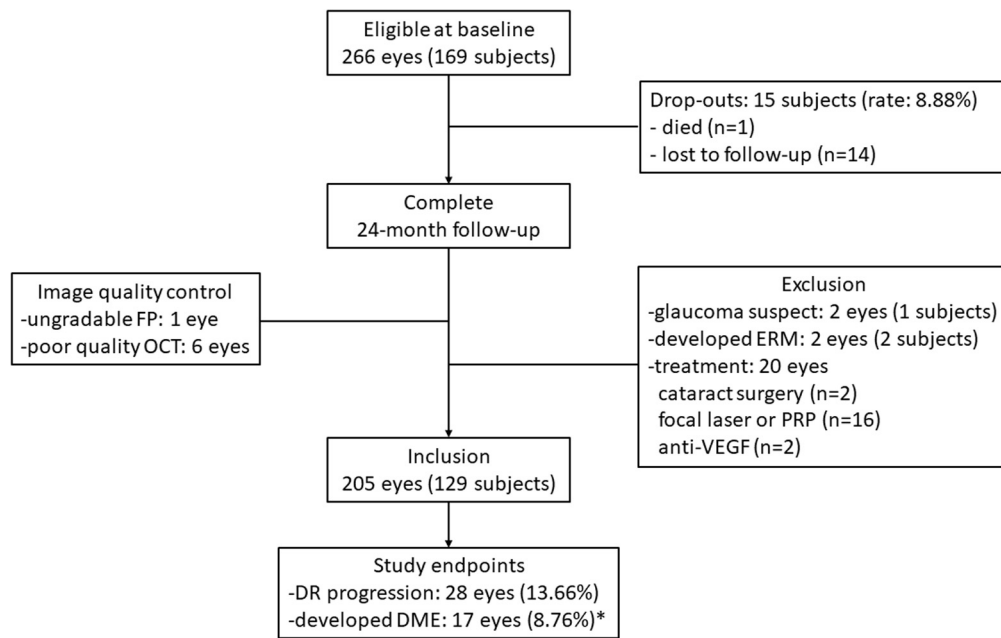 Eligible at baseline
266 eyes (169 subjects)
Drop-outs: 15 subjects (rate: 8.88%)
- died (n=1)
- lost to follow-up (n=14)
Complete
24-month follow-up
Image quality control
-ungradable FP: 1 eye
-poor quality OCT: 6 eyes
Exclusion
-glaucoma suspect: 2 eyes (1 subjects)
-developed ERM: 2 eyes (2 subjects)
-treatment: 20 eyes
cataract surgery (n=2)
focal laser or PRP (n=16)
anti-VEGF (n=2)
Inclusion
205 eyes (129 subjects)
Study endpoints
-DR progression: 28 eyes (13.66%)
-developed DME: 17 eyes (8.76%)*